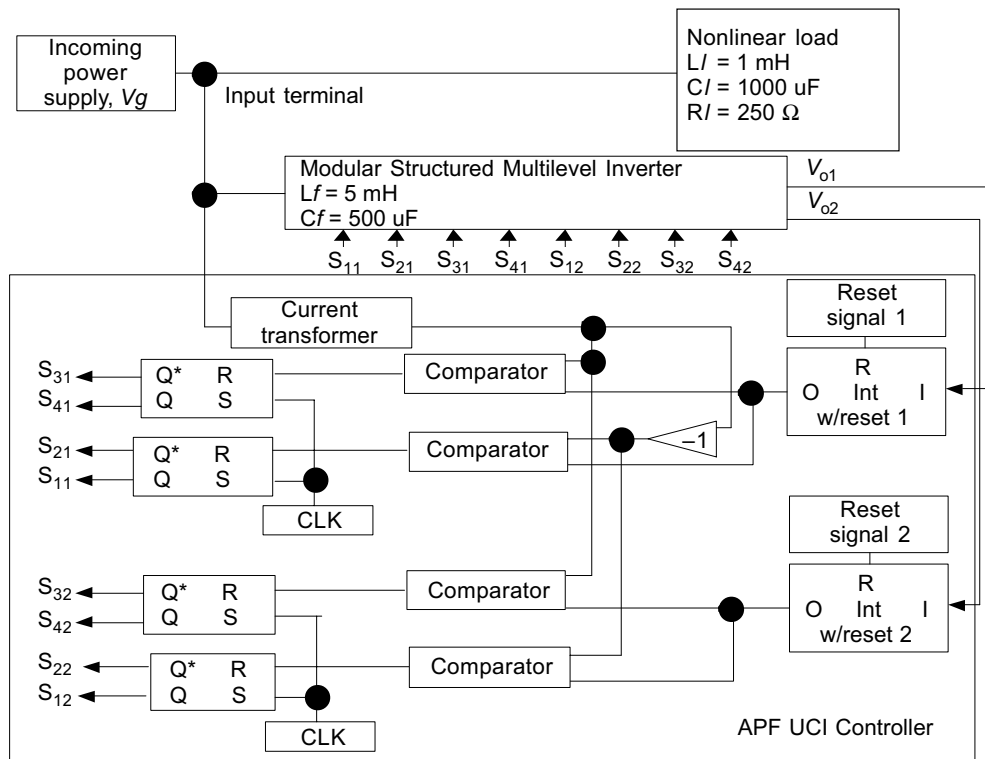 Incoming
power
supply, Vg
Input terminal
Nonlinear load
Ll = 1 mH
Cl = 1000 uF
Rl = 250 Ω
Modular Structured Multilevel Inverter
Lf = 5 mH
Cf = 500 uF
Vo1
Vo2
S11 S21 S31 S41 S12 S22 S32 S42
Current
transformer
Reset
signal 1
S31
S41
Q* R
Q S
Comparator
R
O Int I
w/reset 1
–1
S21
S11
Q* R
Q S
Comparator
CLK
Reset
signal 2
S32
S42
Q* R
Q S
Comparator
R
O Int I
w/reset 2
S22
S12
Q* R
Q S
Comparator
CLK
APF UCI Controller